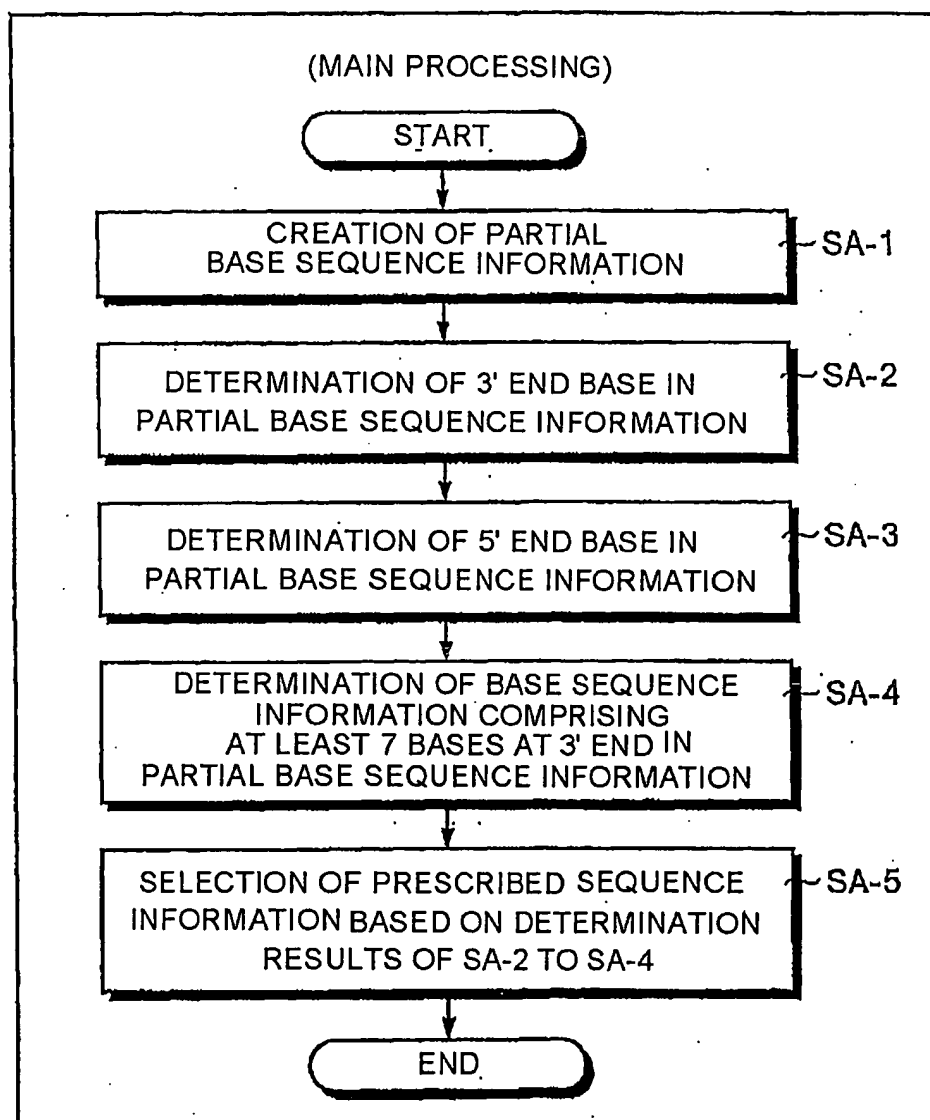 (MAIN PROCESSING)
START
CREATION OF PARTIAL
BASE SEQUENCE INFORMATION
SA-1
DETERMINATION OF 3' END BASE IN
PARTIAL BASE SEQUENCE INFORMATION
SA-2
DETERMINATION OF 5' END BASE IN
PARTIAL BASE SEQUENCE INFORMATION
SA-3
DETERMINATION OF BASE SEQUENCE
INFORMATION COMPRISING
AT LEAST 7 BASES AT 3' END IN
PARTIAL BASE SEQUENCE INFORMATION
SA-4
SELECTION OF PRESCRIBED SEQUENCE
INFORMATION BASED ON DETERMINATION
RESULTS OF SA-2 TO SA-4
SA-5
END